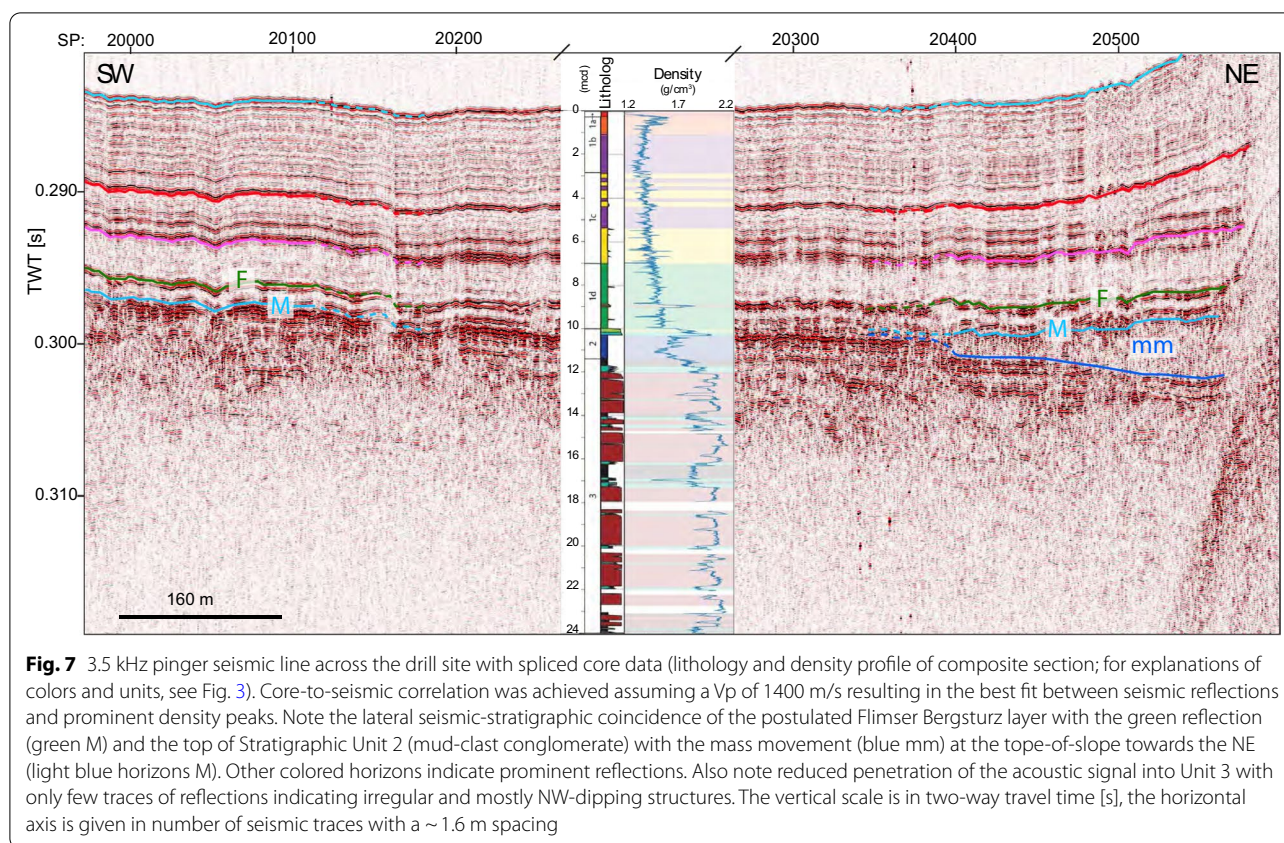 SP: 20000 20100 20200 20300 20400 20500
SW NE
(mcd) Litholog Density
(g/cm³)
1.2 1.7 2.2
0
2
4
6
8
10
12
14
16
18
20
22
24
1a
1b
1c
1d
2
3
0.290
0.300
0.310
TWT [s]
F
M
F
M
mm
160 m
Fig. 7 3.5 kHz pinger seismic line across the drill site with spliced core data (lithology and density profile of composite section; for explanations of
colors and units, see Fig. 3). Core-to-seismic correlation was achieved assuming a Vp of 1400 m/s resulting in the best fit between seismic reflections
and prominent density peaks. Note the lateral seismic-stratigraphic coincidence of the postulated Flimser Bergsturz layer with the green reflection
(green M) and the top of Stratigraphic Unit 2 (mud-clast conglomerate) with the mass movement (blue mm) at the tope-of-slope towards the NE
(light blue horizons M). Other colored horizons indicate prominent reflections. Also note reduced penetration of the acoustic signal into Unit 3 with
only few traces of reflections indicating irregular and mostly NW-dipping structures. The vertical scale is in two-way travel time [s], the horizontal
axis is given in number of seismic traces with a ~ 1.6 m spacing